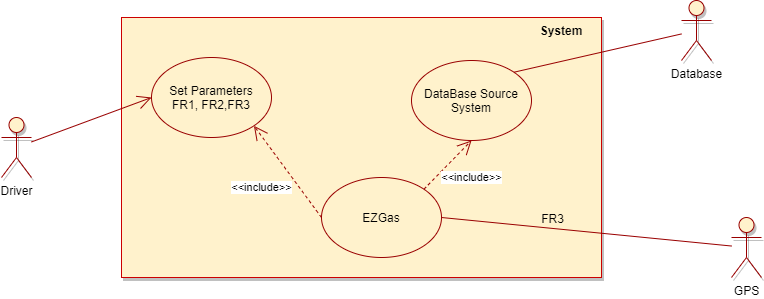 System
Database
Set Parameters
FR1, FR2,FR3
DataBase Source
System
Driver
<<include>>
<<include>>
EZGas
FR3
GPS